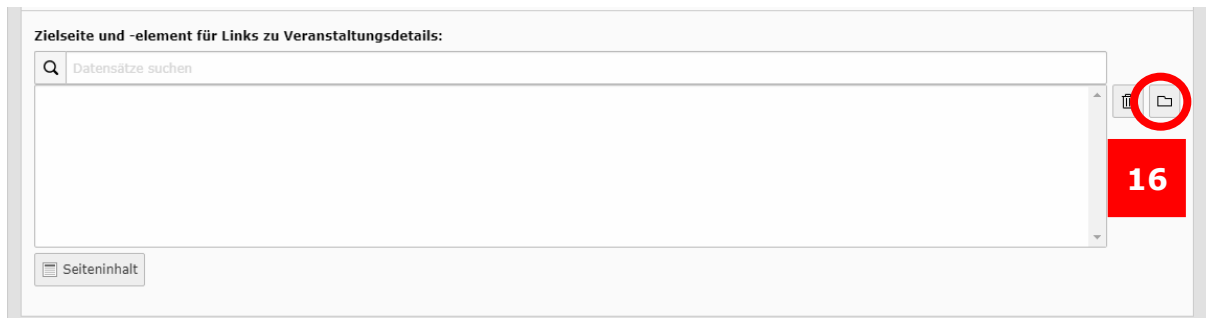 Zielseite und -element für Links zu Veranstaltungsdetails:
Datensätze suchen
16
Seiteninhalt